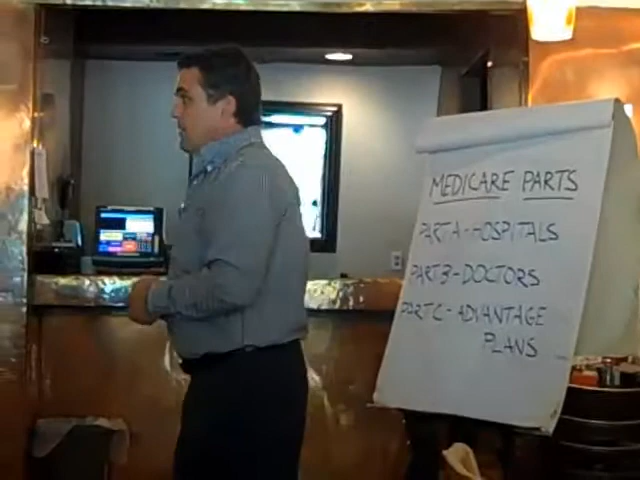 MEDICARE PARTS
PART A - HOSPITALS
PART B - DOCTORS
PART C - ADVANTAGE
PLANS